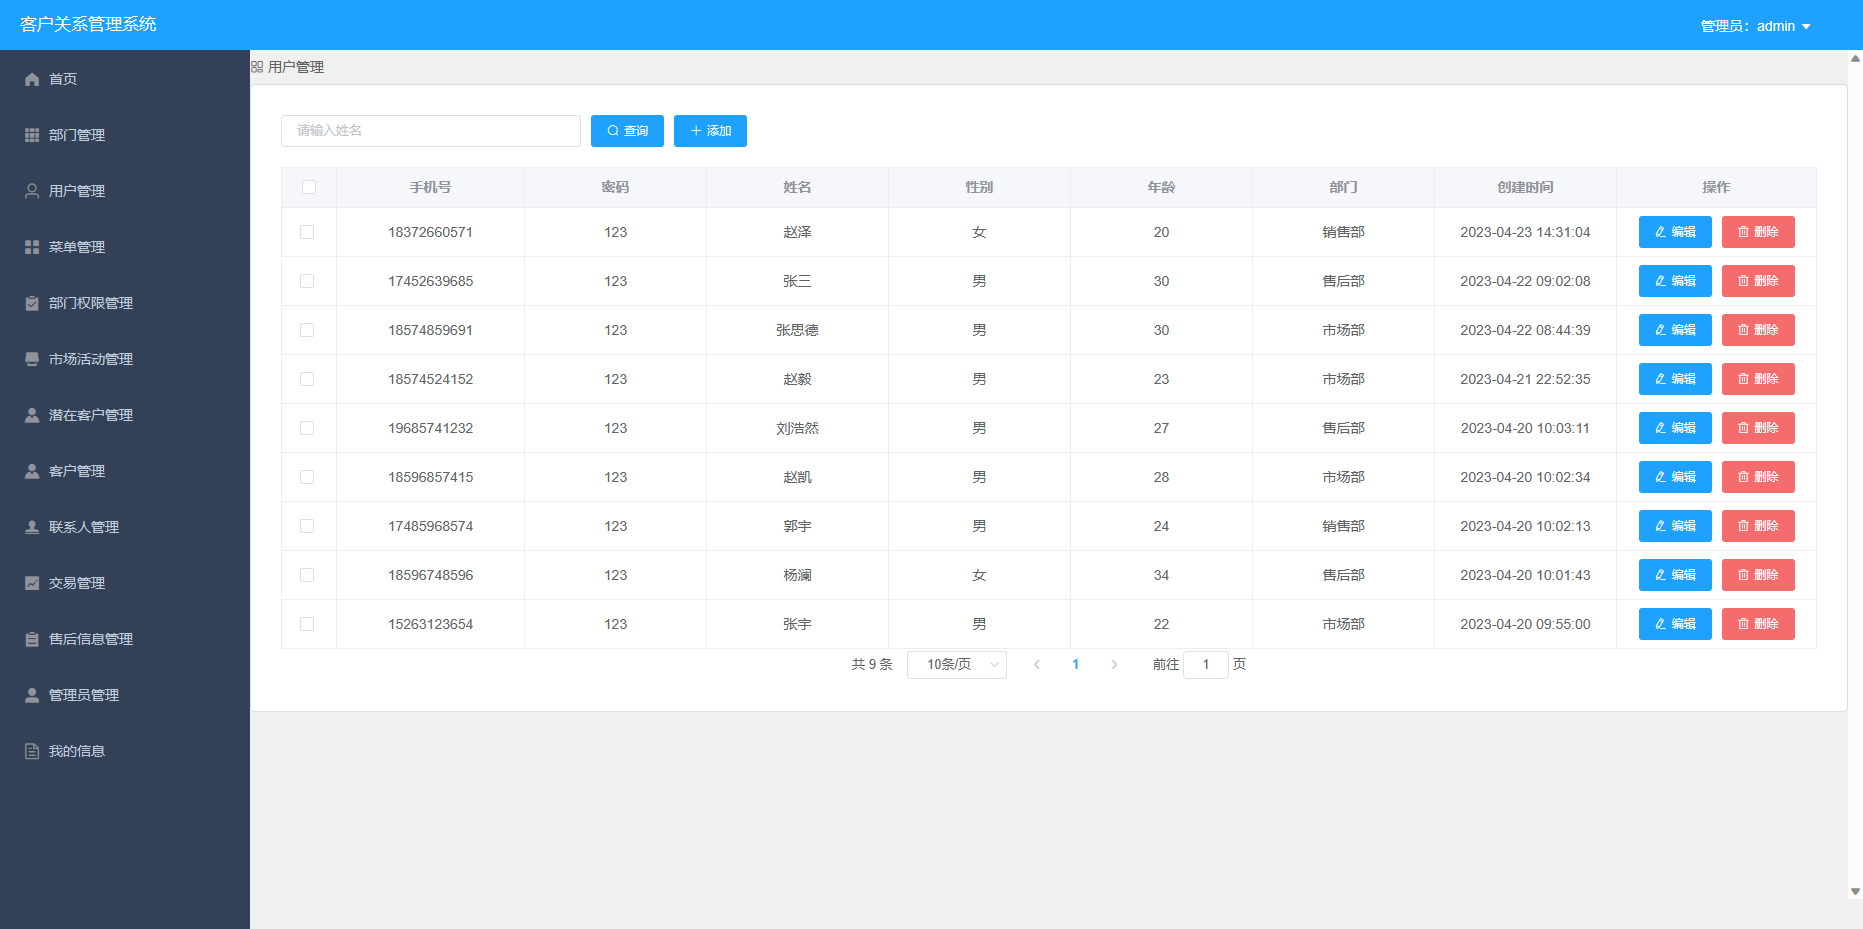 客户关系管理系统
管理员：admin
首页
部门管理
用户管理
菜单管理
部门权限管理
市场活动管理
潜在客户管理
客户管理
联系人管理
交易管理
售后信息管理
管理员管理
我的信息
用户管理
请输入姓名 查询 添加
手机号 密码 姓名 性别 年龄 部门 创建时间 操作
18372660571 123 赵泽 女 20 销售部 2023-04-23 14:31:04 编辑 删除
17452639685 123 张三 男 30 售后部 2023-04-22 09:02:08 编辑 删除
18574859691 123 张思德 男 30 市场部 2023-04-22 08:44:39 编辑 删除
18574524152 123 赵毅 男 23 市场部 2023-04-21 22:52:35 编辑 删除
19685741232 123 刘浩然 男 27 售后部 2023-04-20 10:03:11 编辑 删除
18596857415 123 赵凯 男 28 市场部 2023-04-20 10:02:34 编辑 删除
17485968574 123 郭宇 男 24 销售部 2023-04-20 10:02:13 编辑 删除
18596748596 123 杨澜 女 34 售后部 2023-04-20 10:01:43 编辑 删除
15263123654 123 张宇 男 22 市场部 2023-04-20 09:55:00 编辑 删除
共 9 条 10条/页 1 前往 1 页